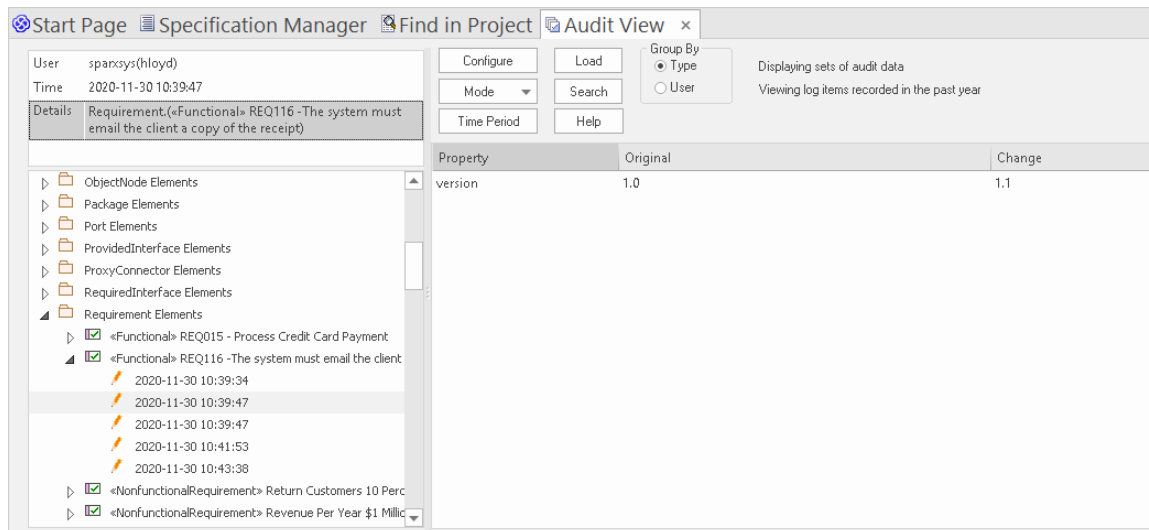 Start Page Specification Manager Find in Project Audit View ×
User sparxsys(hloyd)
Time 2020-11-30 10:39:47
Details Requirement.(«Functional» REQ116 -The system must
email the client a copy of the receipt)
Configure Load
Mode Search
Time Period Help
Group By
Type
User
Displaying sets of audit data
Viewing log items recorded in the past year
Property Original Change
version 1.0 1.1
ObjectNode Elements
Package Elements
Port Elements
ProvidedInterface Elements
ProxyConnector Elements
RequiredInterface Elements
Requirement Elements
«Functional» REQ015 - Process Credit Card Payment
«Functional» REQ116 -The system must email the client
2020-11-30 10:39:34
2020-11-30 10:39:47
2020-11-30 10:39:47
2020-11-30 10:41:53
2020-11-30 10:43:38
«NonfunctionalRequirement» Return Customers 10 Perc
«NonfunctionalRequirement» Revenue Per Year $1 Millic